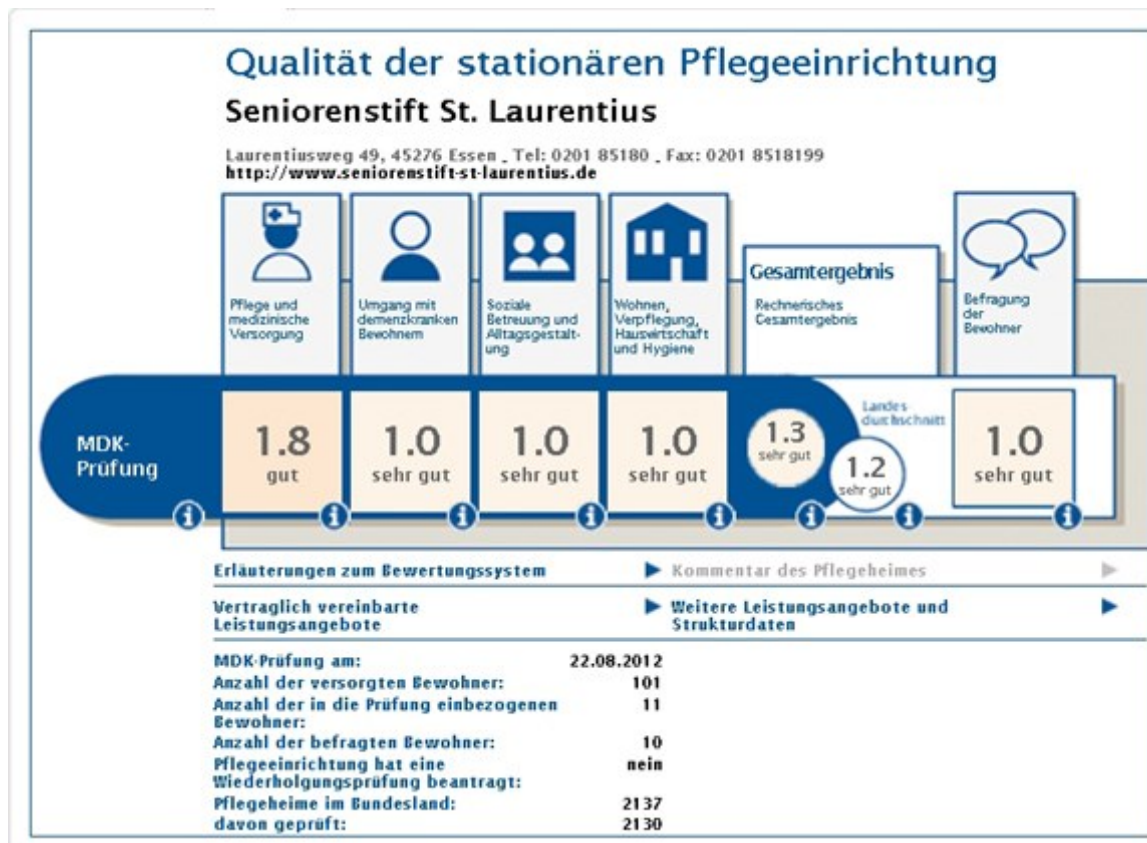 Qualität der stationären Pflegeeinrichtung
Seniorenstift St. Laurentius
Laurentiusweg 49, 45276 Essen , Tel: 0201 85180 , Fax: 0201 8518199
http://www.seniorenstift-st-laurentius.de
Pflege und
medizinische
Versorgung
Umgang mit
demenzkranken
Bewohnern
Soziale
Betreuung und
Alltagsgestalt-
ung
Wohnen,
Verpflegung,
Hauswirtschaft
und Hygiene
Gesamtergebnis
Rechnerisches
Gesamtergebnis
Befragung
der
Bewohner
MDK-
Prüfung
1.8
gut
1.0
sehr gut
1.0
sehr gut
1.0
sehr gut
1.3
sehr gut
Landes-
durchschnitt
1.2
sehr gut
1.0
sehr gut
Erläuterungen zum Bewertungssystem
Kommentar des Pflegeheimes
Vertraglich vereinbarte
Leistungsangebote
Weitere Leistungsangebote und
Strukturdaten
MDK-Prüfung am: 22.08.2012
Anzahl der versorgten Bewohner: 101
Anzahl der in die Prüfung einbezogenen 11
Bewohner:
Anzahl der befragten Bewohner: 10
Pflegeeinrichtung hat eine nein
Wiederholungsprüfung beantragt:
Pflegeheime im Bundesland: 2137
davon geprüft: 2130